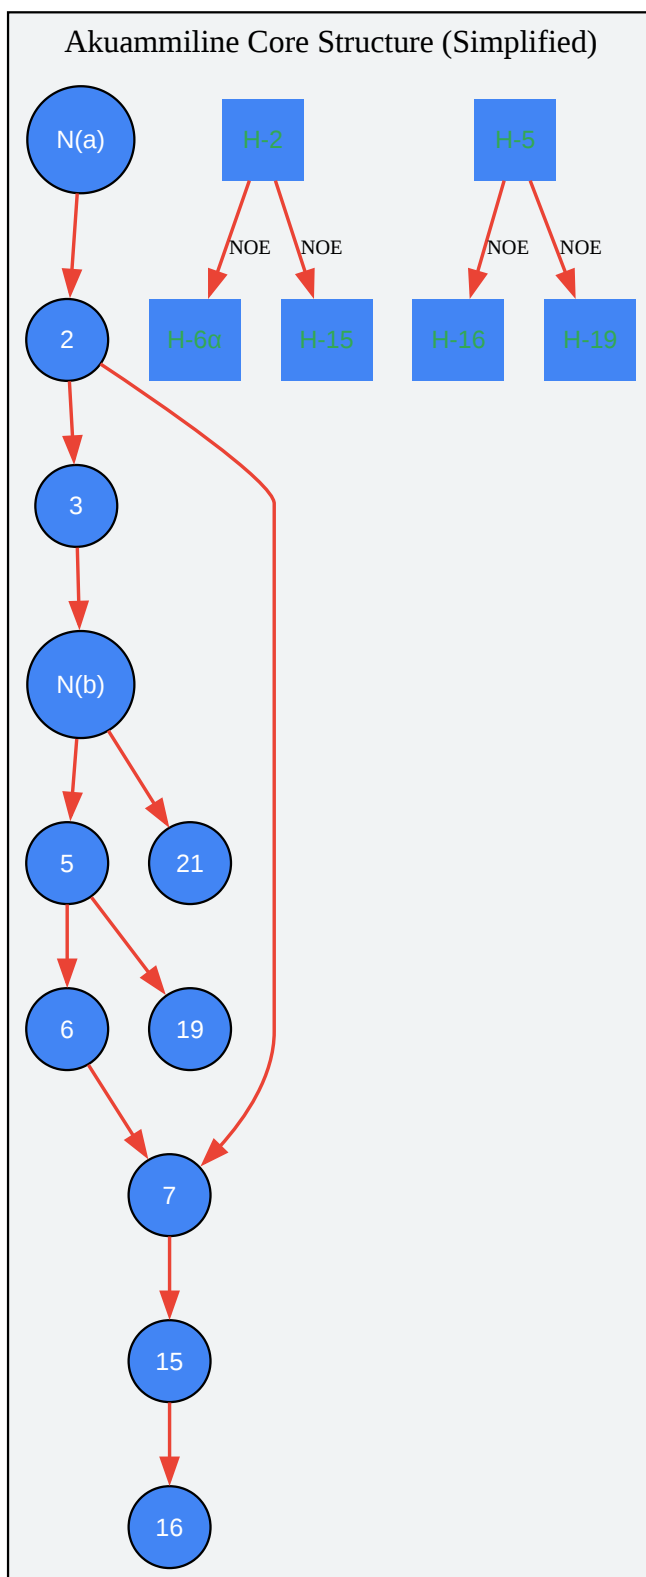 Akuammiline Core Structure (Simplified)
N(a)
H-2
H-5
NOE
NOE
NOE
NOE
2
H-6α
H-15
H-16
H-19
3
N(b)
5
21
6
19
7
15
16